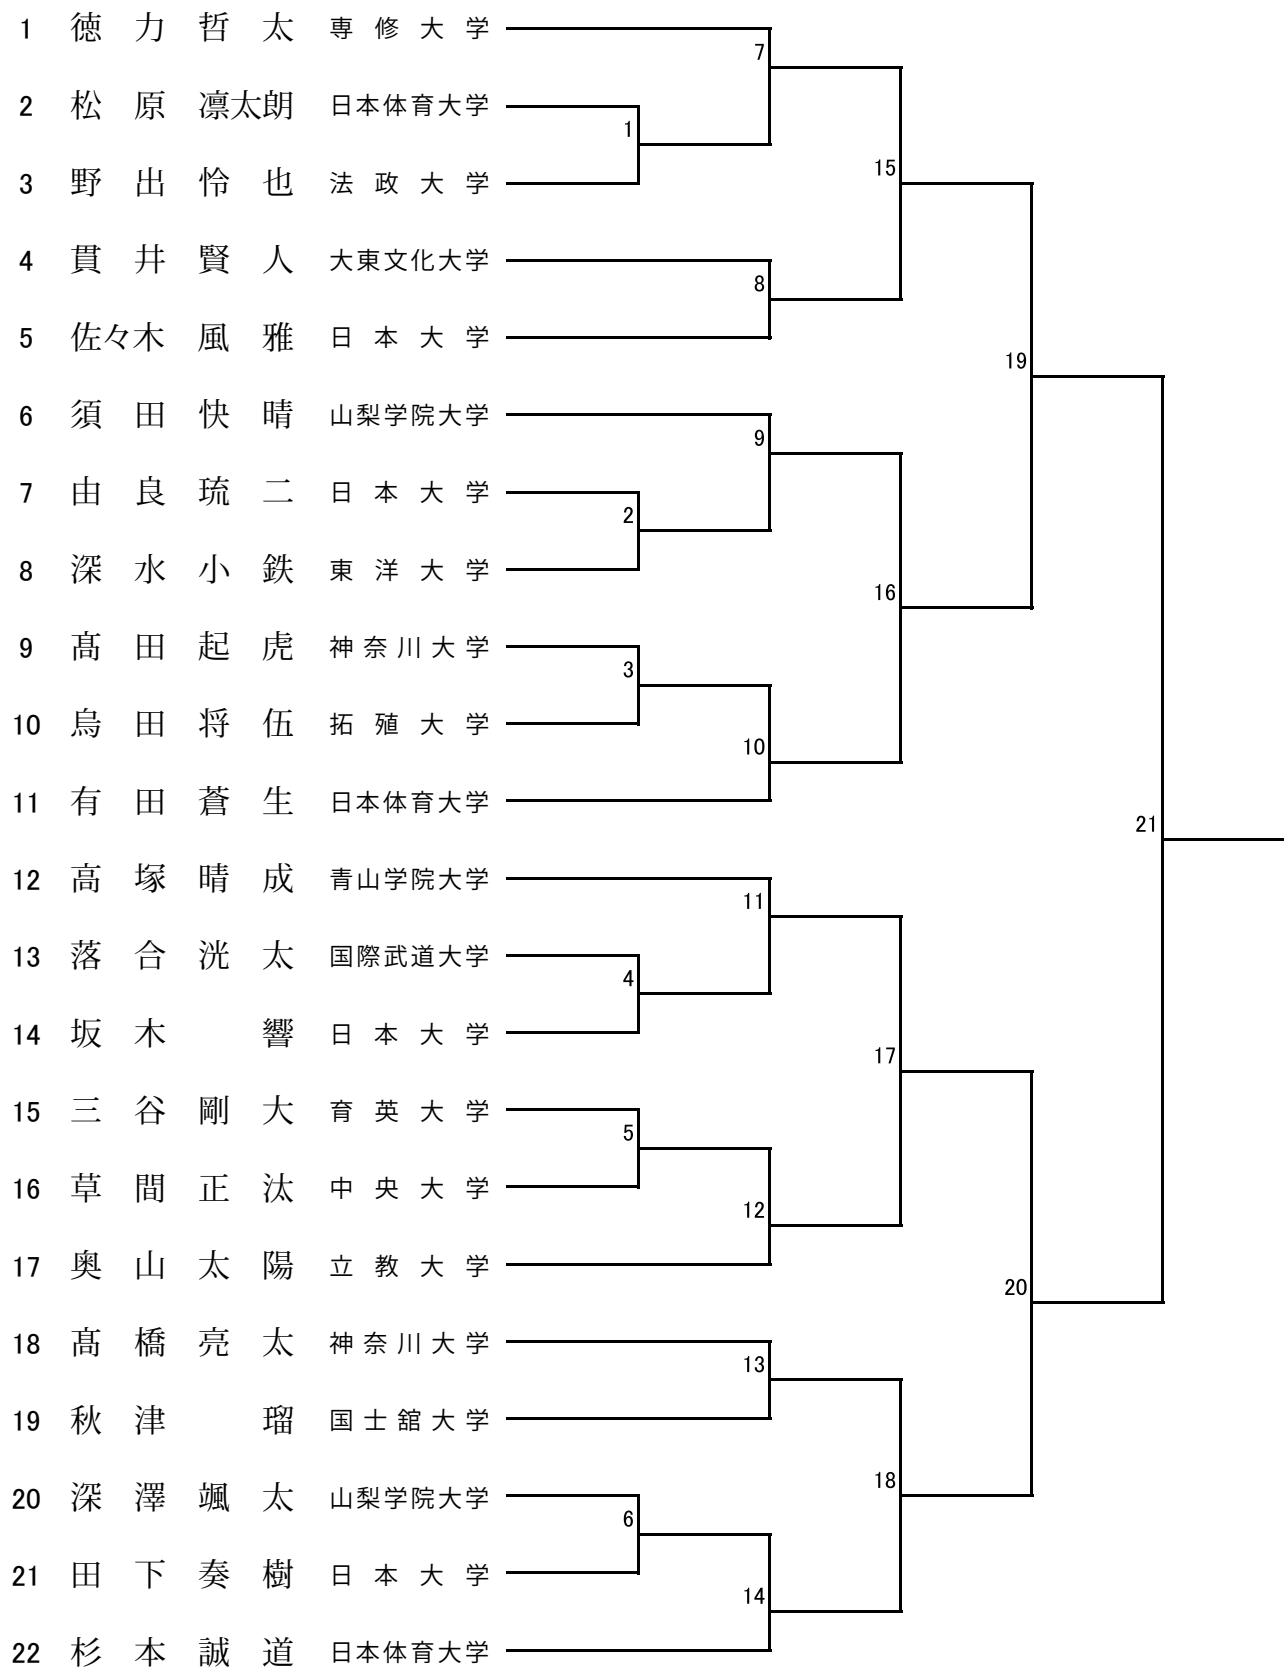 1 徳力哲太 専修大学
7
2 松原凛太朗 日本体育大学
1
15
3 野出怜也 法政大学
4 貫井賢人 大東文化大学
8
5 佐々木風雅 日本大学
19
6 須田快晴 山梨学院大学
9
7 由良琉二 日本大学
2
8 深水小鉄 東洋大学
16
9 髙田起虎 神奈川大学
3
10 烏田将伍 拓殖大学
10
11 有田蒼生 日本体育大学
21
12 高塚晴成 青山学院大学
11
13 落合洸太 国際武道大学
4
14 坂木響 日本大学
17
15 三谷剛大 育英大学
5
16 草間正汰 中央大学
12
17 奥山太陽 立教大学
20
18 髙橋亮太 神奈川大学
13
19 秋津瑠 国士舘大学
18
20 深澤颯太 山梨学院大学
6
21 田下奏樹 日本大学
14
22 杉本誠道 日本体育大学